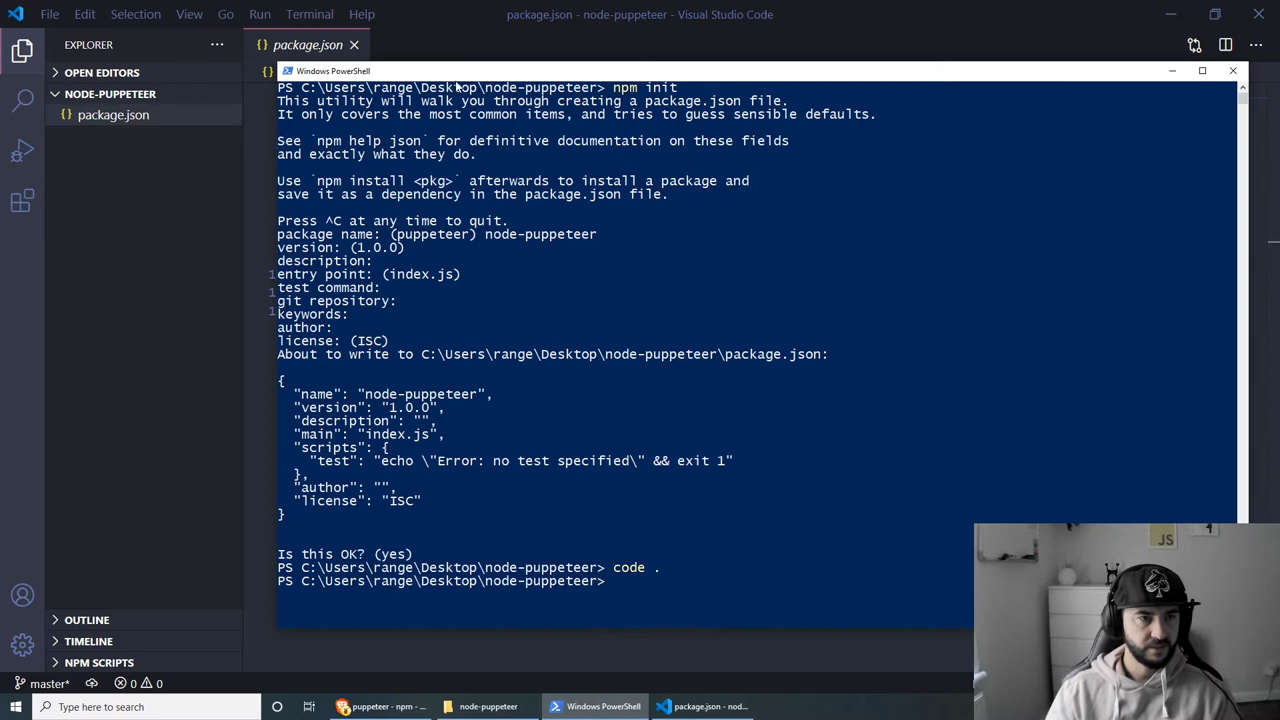 File Edit Selection View Go Run Terminal Help
package.json - node-puppeteer - Visual Studio Code
EXPLORER
{} package.json
OPEN EDITORS
NODE-PUPPETEER
{} package.json
{}
OUTLINE
TIMELINE
NPM SCRIPTS
Windows PowerShell
PS C:\Users\range\Desktop\node-puppeteer> npm init
This utility will walk you through creating a package.json file.
It only covers the most common items, and tries to guess sensible defaults.
See `npm help json` for definitive documentation on these fields
and exactly what they do.
Use `npm install <pkg>` afterwards to install a package and
save it as a dependency in the package.json file.
Press ^C at any time to quit.
package name: (puppeteer) node-puppeteer
version: (1.0.0)
description:
1
entry point: (index.js)
test command:
1
git repository:
1
keywords:
author:
license: (ISC)
About to write to C:\Users\range\Desktop\node-puppeteer\package.json:
{
"name": "node-puppeteer",
"version": "1.0.0",
"description": "",
"main": "index.js",
"scripts": {
"test": "echo \"Error: no test specified\" && exit 1"
},
"author": "",
"license": "ISC"
}
Is this OK? (yes)
PS C:\Users\range\Desktop\node-puppeteer> code .
PS C:\Users\range\Desktop\node-puppeteer>
JS
master* 0 0
Type here to search
puppeteer - npm - ...
node-puppeteer
Windows PowerShell
package.json - nod...